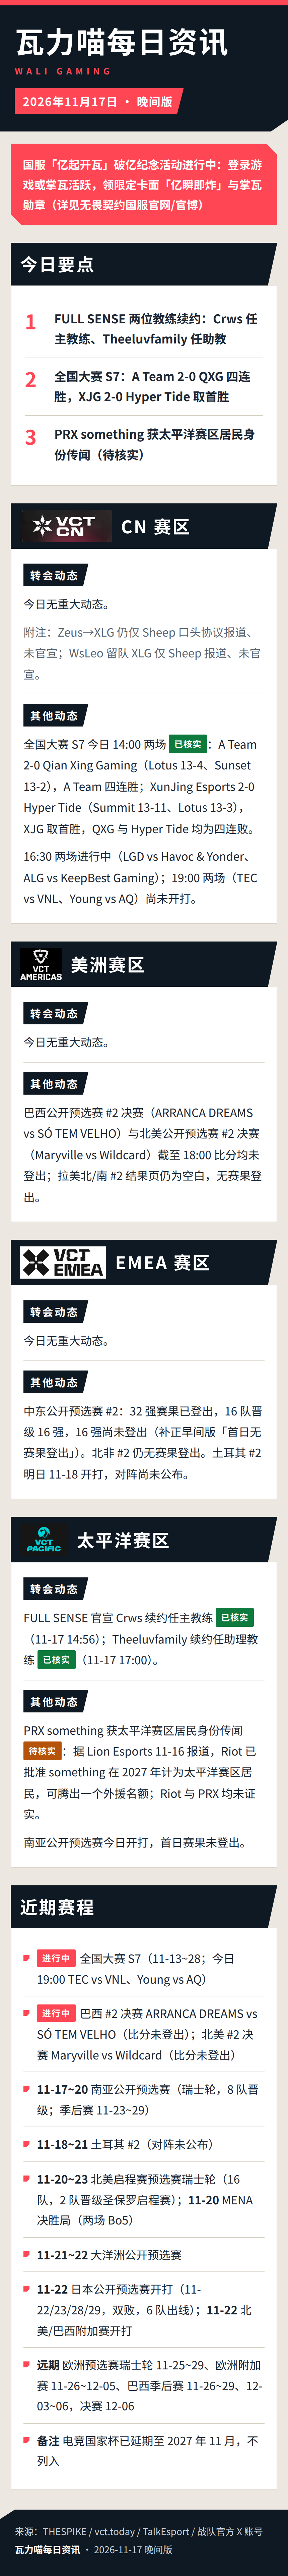 瓦力喵每日资讯
WALI GAMING
2026年11月17日 · 晚间版
国服「亿起开瓦」破亿纪念活动进行中：登录游
戏或掌瓦活跃，领限定卡面「亿瞬即炸」与掌瓦
勋章（详见无畏契约国服官网/官博）
今日要点
1 FULL SENSE 两位教练续约：Crws 任
主教练、Theeluvfamily 任助教
2 全国大赛 S7：A Team 2-0 QXG 四连
胜，XJG 2-0 Hyper Tide 取首胜
3 PRX something 获太平洋赛区居民身
份传闻（待核实）
VCT CN CN 赛区
转会动态
今日无重大动态。
附注：Zeus→XLG 仍仅 Sheep 口头协议报道、
未官宣；WsLeo 留队 XLG 仅 Sheep 报道、未官
宣。
其他动态
全国大赛 S7 今日 14:00 两场 已核实 ：A Team
2-0 Qian Xing Gaming（Lotus 13-4、Sunset
13-2），A Team 四连胜；XunJing Esports 2-0
Hyper Tide（Summit 13-11、Lotus 13-3），
XJG 取首胜，QXG 与 Hyper Tide 均为四连败。
16:30 两场进行中（LGD vs Havoc & Yonder、
ALG vs KeepBest Gaming）；19:00 两场（TEC
vs VNL、Young vs AQ）尚未开打。
VCT AMERICAS 美洲赛区
转会动态
今日无重大动态。
其他动态
巴西公开预选赛 #2 决赛（ARRANCA DREAMS
vs SÓ TEM VELHO）与北美公开预选赛 #2 决赛
（Maryville vs Wildcard）截至 18:00 比分均未
登出；拉美北/南 #2 结果页仍为空白，无赛果登
出。
VCT EMEA EMEA 赛区
转会动态
今日无重大动态。
其他动态
中东公开预选赛 #2：32 强赛果已登出，16 队晋
级 16 强，16 强尚未登出（补正早间版「首日无
赛果登出」）。北非 #2 仍无赛果登出。土耳其 #2
明日 11-18 开打，对阵尚未公布。
VCT PACIFIC 太平洋赛区
转会动态
FULL SENSE 官宣 Crws 续约任主教练 已核实
（11-17 14:56）；Theeluvfamily 续约任助理教
练 已核实 （11-17 17:00）。
其他动态
PRX something 获太平洋赛区居民身份传闻
待核实 ：据 Lion Esports 11-16 报道，Riot 已
批准 something 在 2027 年计为太平洋赛区居
民，可腾出一个外援名额；Riot 与 PRX 均未证
实。
南亚公开预选赛今日开打，首日赛果未登出。
近期赛程
进行中 全国大赛 S7（11-13~28；今日
19:00 TEC vs VNL、Young vs AQ）
进行中 巴西 #2 决赛 ARRANCA DREAMS vs
SÓ TEM VELHO（比分未登出）；北美 #2 决
赛 Maryville vs Wildcard（比分未登出）
11-17~20 南亚公开预选赛（瑞士轮，8 队晋
级；季后赛 11-23~29）
11-18~21 土耳其 #2（对阵未公布）
11-20~23 北美启程赛预选赛瑞士轮（16
队，2 队晋级圣保罗启程赛）；11-20 MENA
决胜局（两场 Bo5）
11-21~22 大洋洲公开预选赛
11-22 日本公开预选赛开打（11-
22/23/28/29，双败，6 队出线）；11-22 北
美/巴西附加赛开打
远期 欧洲预选赛瑞士轮 11-25~29、欧洲附加
赛 11-26~12-05、巴西季后赛 11-26~29、12-
03~06，决赛 12-06
备注 电竞国家杯已延期至 2027 年 11 月，不
列入
来源：THESPIKE / vct.today / TalkEsport / 战队官方 X 账号
瓦力喵每日资讯 · 2026-11-17 晚间版